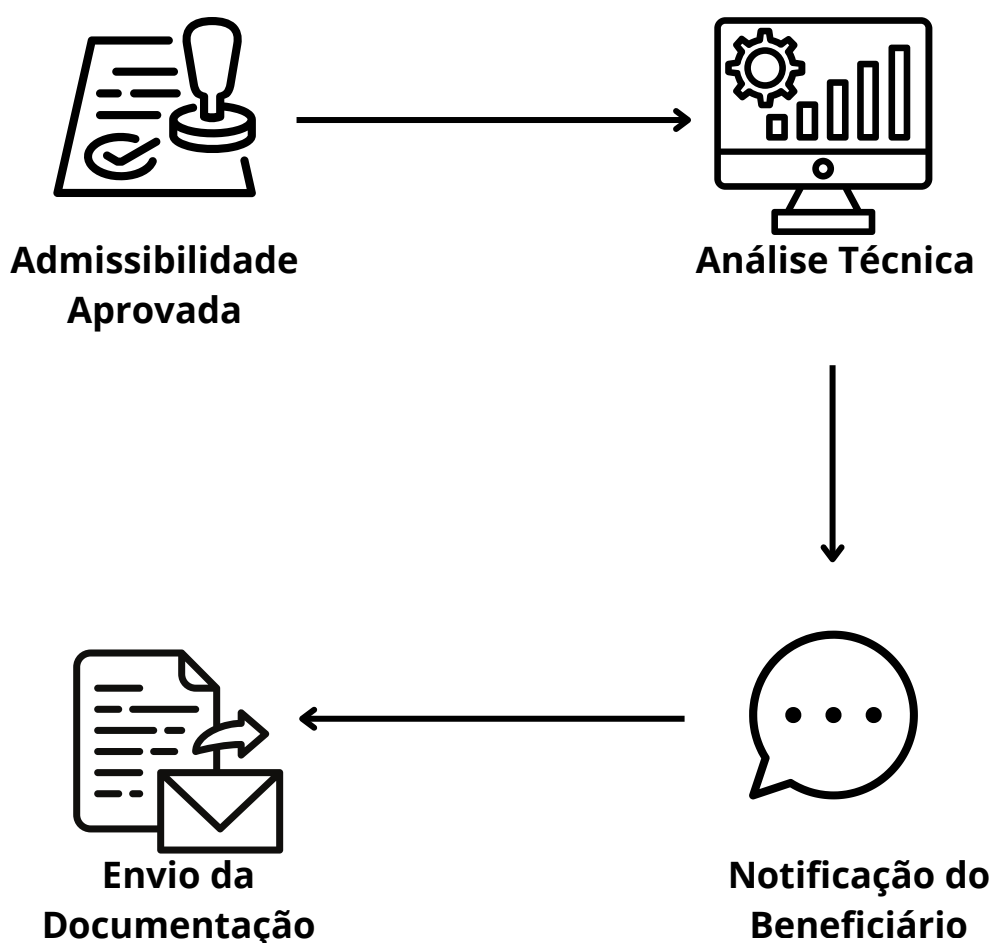 Admissibilidade
Aprovada
Análise Técnica
Envio da
Documentação
Notificação do
Beneficiário